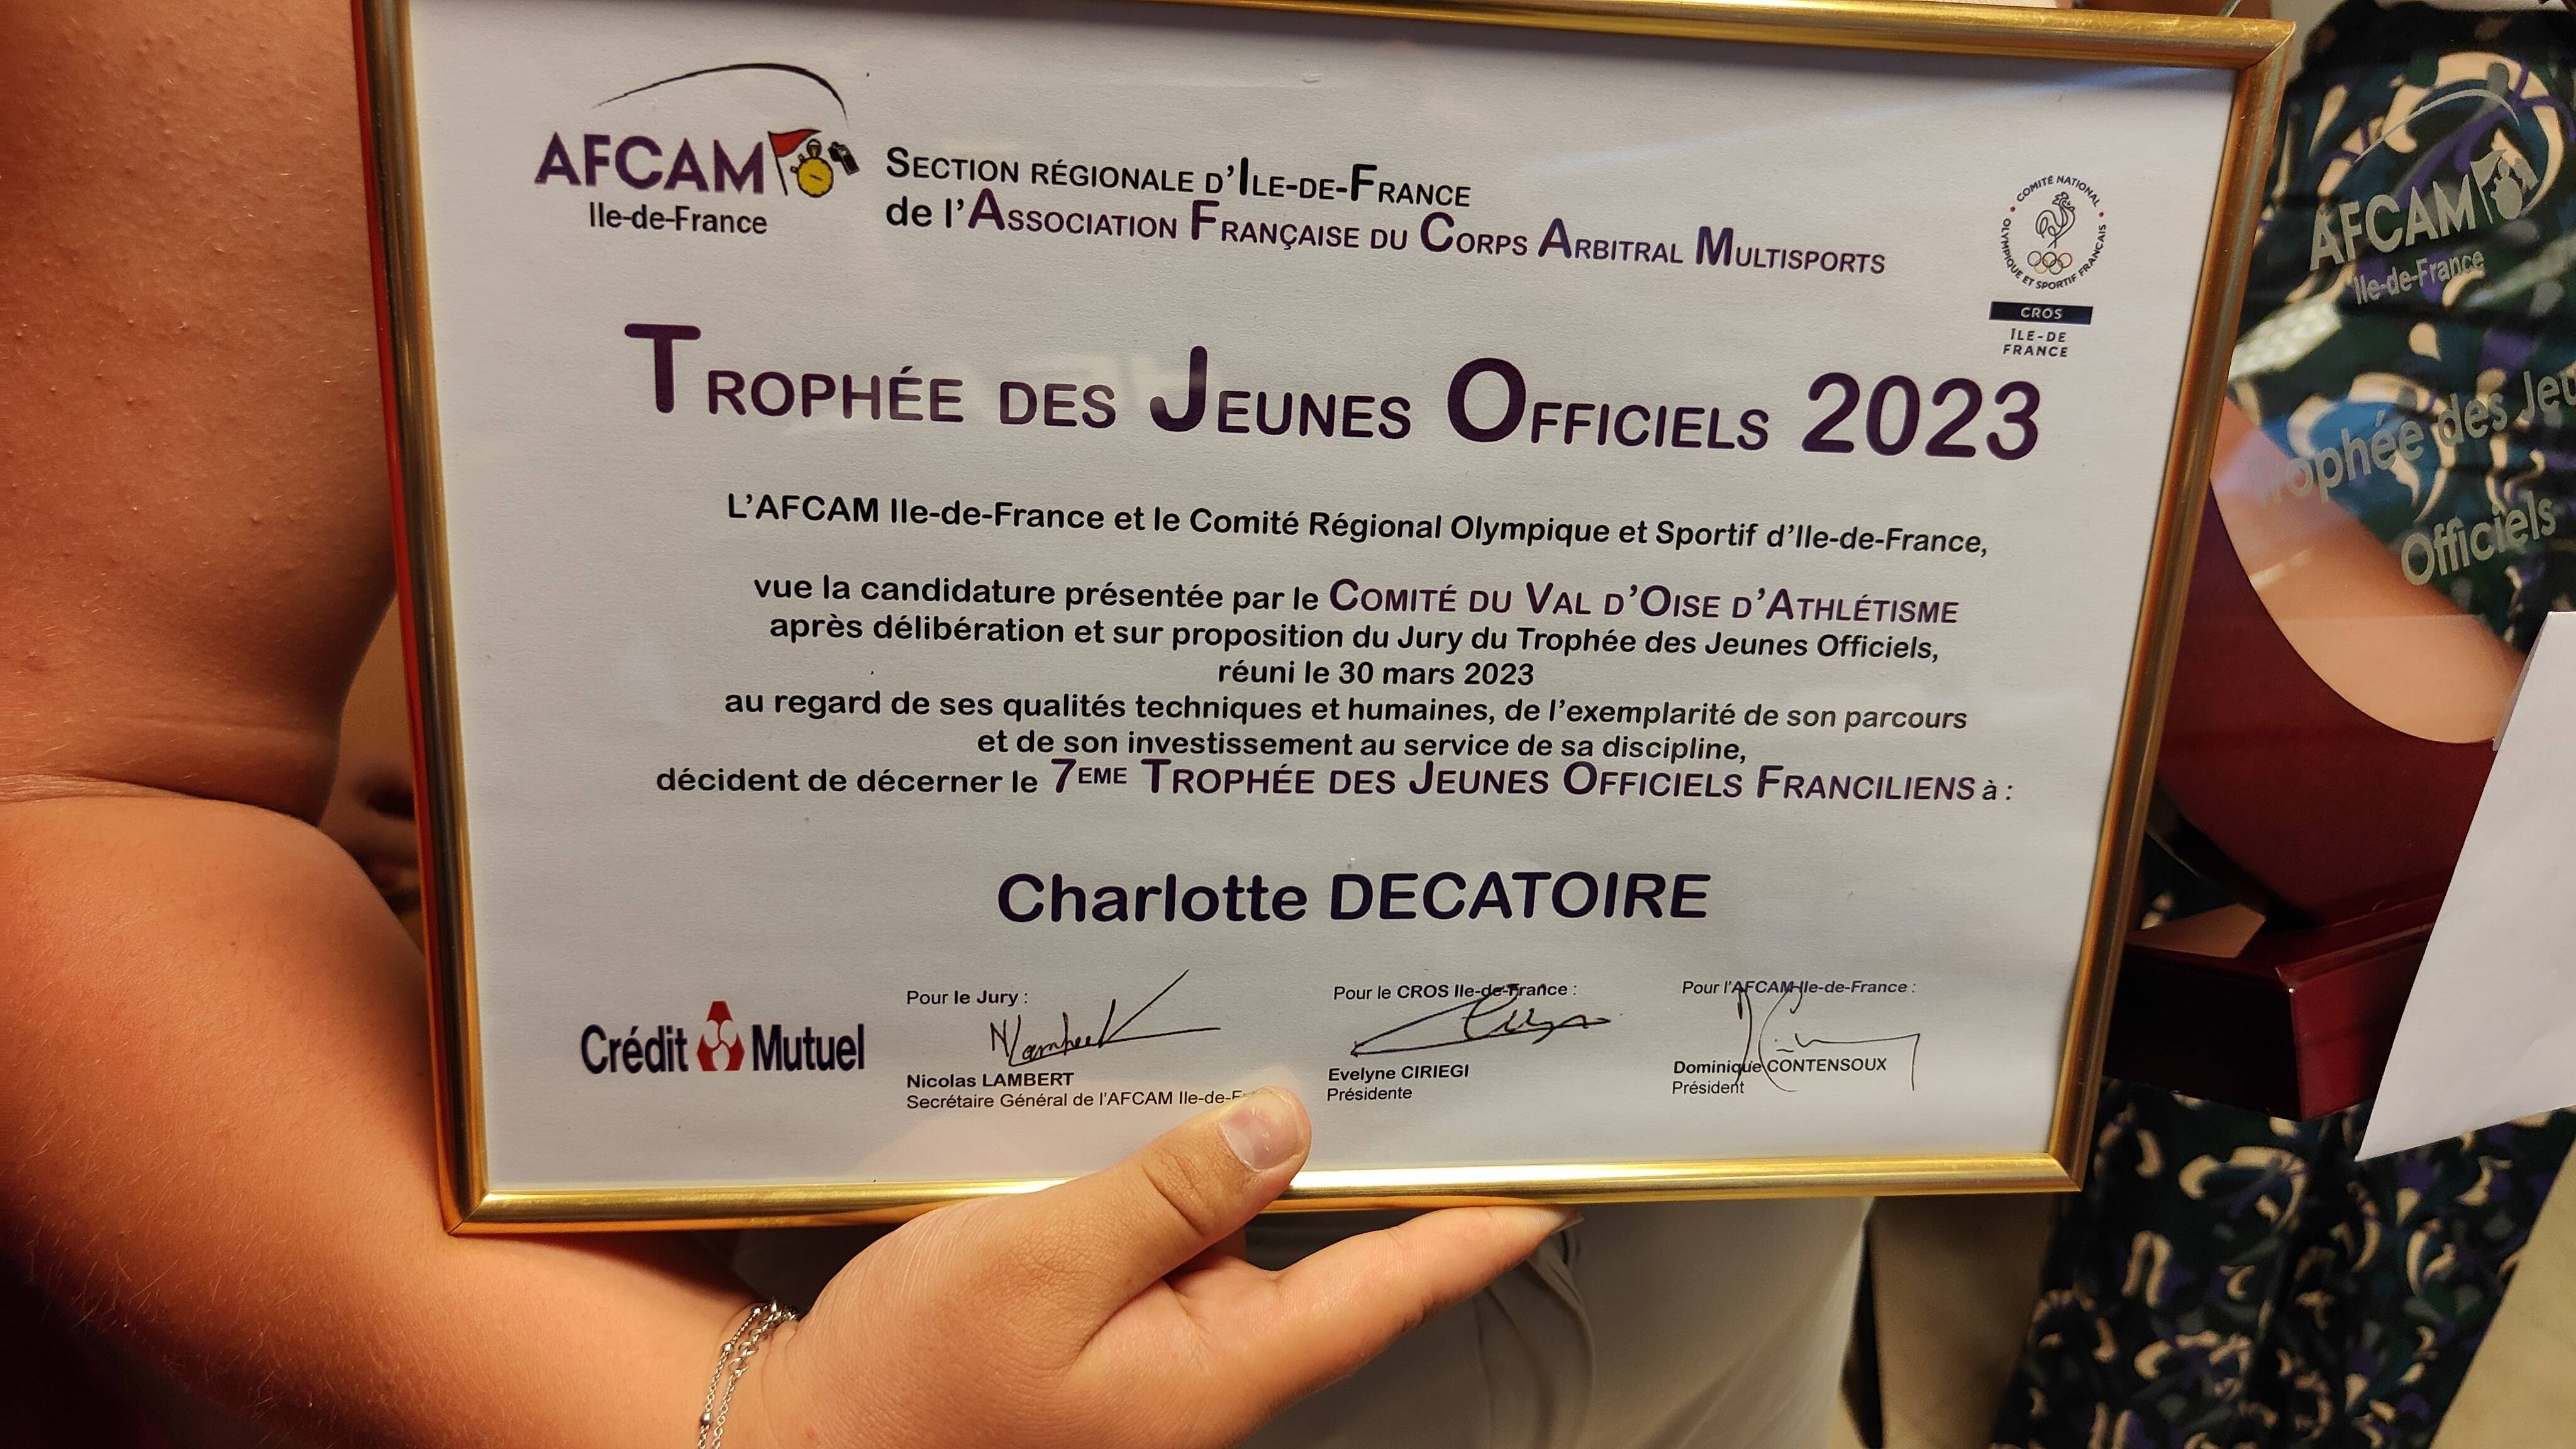 AFCAM
Ile-de-France
SECTION RÉGIONALE D'ILE-DE-FRANCE
de l'ASSOCIATION FRANÇAISE DU CORPS ARBITRAL MULTISPORTS
COMITÉ NATIONAL OLYMPIQUE ET SPORTIF FRANÇAIS
CROS
ÎLE-DE
FRANCE
TROPHÉE DES JEUNES OFFICIELS 2023
L'AFCAM Ile-de-France et le Comité Régional Olympique et Sportif d'Ile-de-France,
vue la candidature présentée par le COMITÉ DU VAL D'OISE D'ATHLÉTISME
après délibération et sur proposition du Jury du Trophée des Jeunes Officiels,
réuni le 30 mars 2023
au regard de ses qualités techniques et humaines, de l'exemplarité de son parcours
et de son investissement au service de sa discipline,
décident de décerner le 7EME TROPHÉE DES JEUNES OFFICIELS FRANCILIENS à :
Charlotte DECATOIRE
Crédit Mutuel
Pour le Jury :
NLambert
Nicolas LAMBERT
Secrétaire Général de l'AFCAM Ile-de-F
Pour le CROS Ile-de-France :
Evelyne CIRIEGI
Présidente
Pour l'AFCAM Ile-de-France :
Dominique CONTENSOUX
Président
AFCAM
Ile-de-France
Trophée des Jeu
Officiels